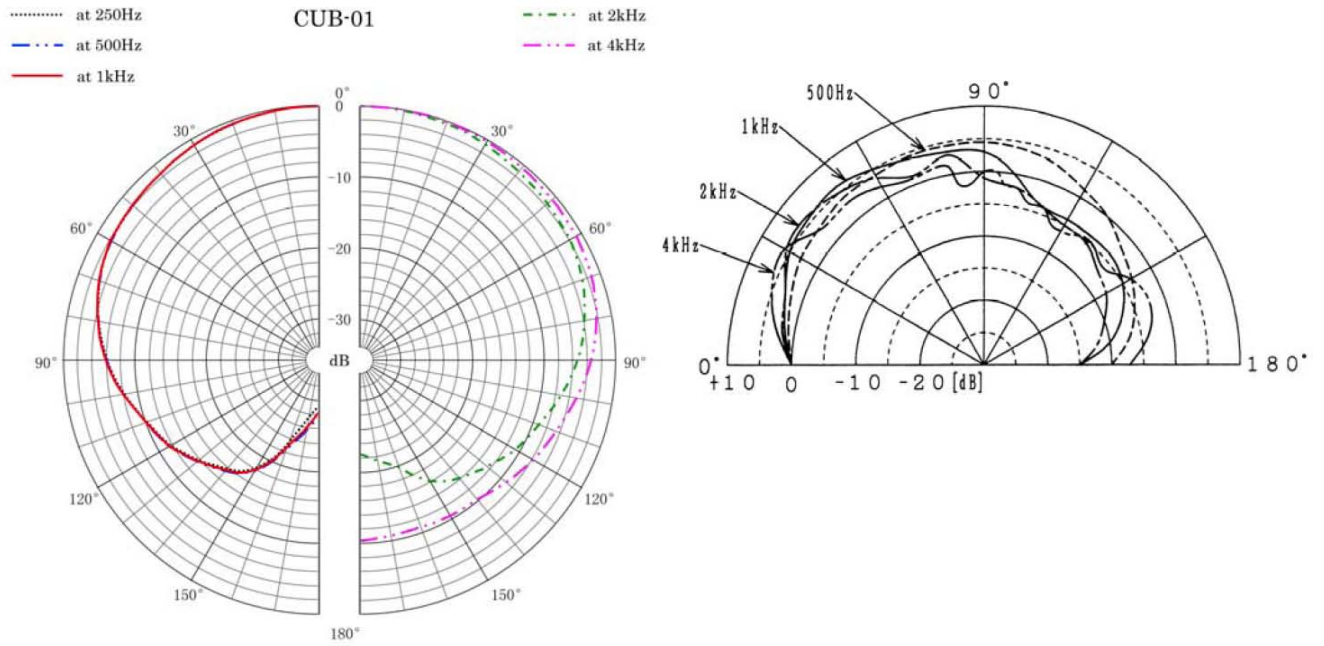 at 250Hz
at 500Hz
at 1kHz
CUB-01
at 2kHz
at 4kHz
0°
0
30°
30°
-10
60°
60°
-20
-30
90°
dB
90°
120°
120°
150°
150°
180°
90°
500Hz
1kHz
2kHz
4kHz
0°
180°
+10 0 -10 -20[dB]